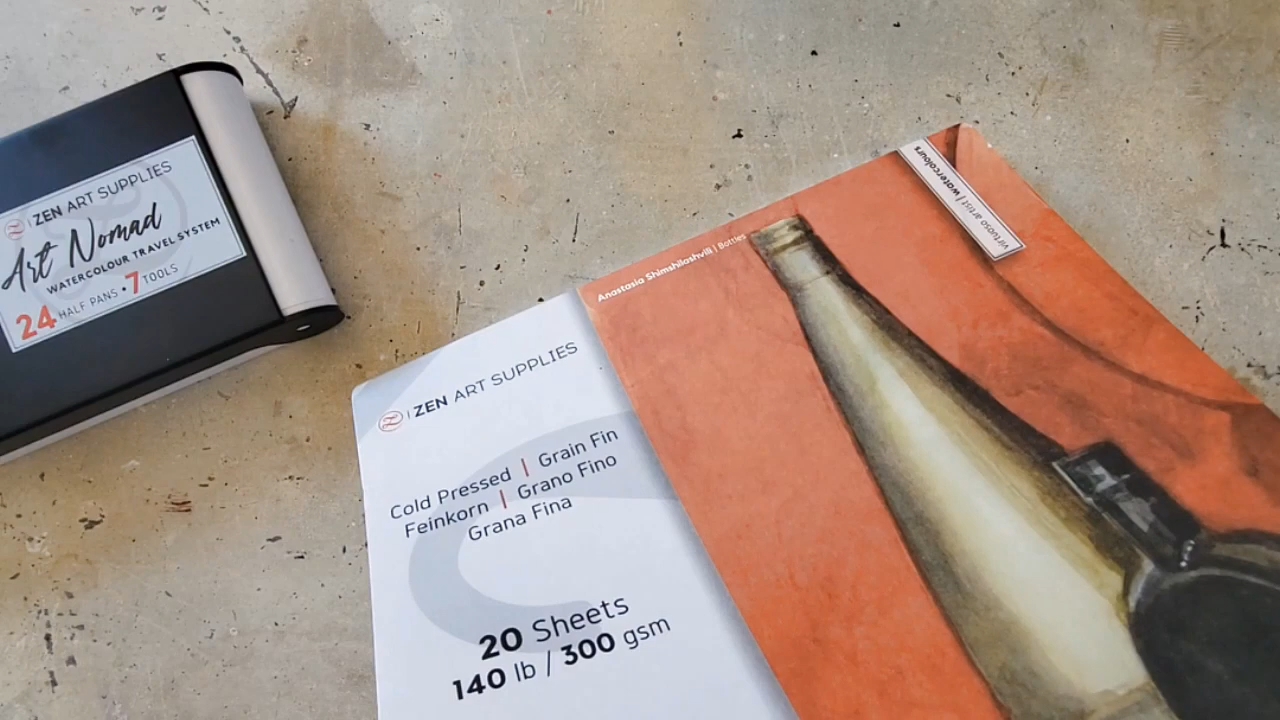 ZEN ART SUPPLIES
Art Nomad
WATERCOLOUR TRAVEL SYSTEM
24 HALF PANS • 7 TOOLS
ZEN ART SUPPLIES
Cold Pressed | Grain Fin
Feinkorn | Grano Fino
Grana Fina
20 Sheets
140 lb / 300 gsm
Anastasia Shimshilashvili | Bottles
virtuoso artist | watercolours